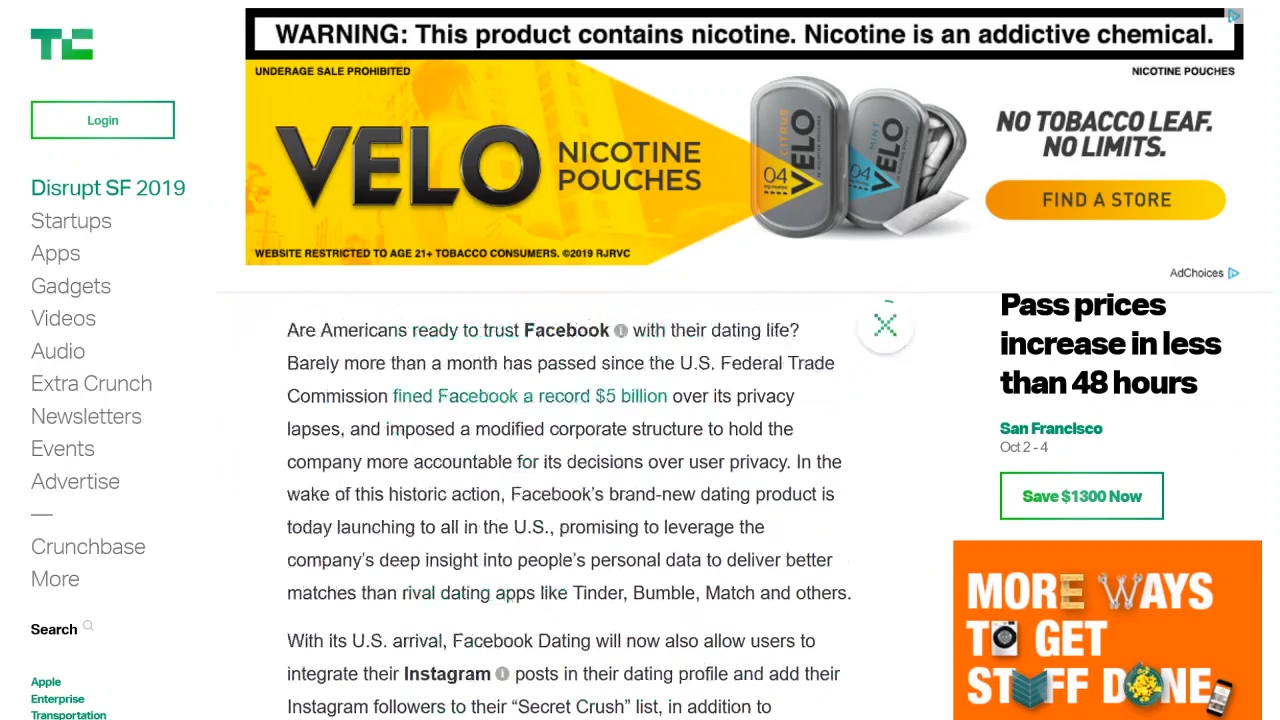 TC
Login
Disrupt SF 2019
Startups
Apps
Gadgets
Videos
Audio
Extra Crunch
Newsletters
Events
Advertise
Crunchbase
More
Search
Apple
Enterprise
Transportation
WARNING: This product contains nicotine. Nicotine is an addictive chemical.
UNDERAGE SALE PROHIBITED
NICOTINE POUCHES
VELO
NICOTINE
POUCHES
CITRUS
VELO
04
MINT
VELO
04
NO TOBACCO LEAF.
NO LIMITS.
FIND A STORE
WEBSITE RESTRICTED TO AGE 21+ TOBACCO CONSUMERS. ©2019 RJRVC
AdChoices
Are Americans ready to trust Facebook with their dating life?
Barely more than a month has passed since the U.S. Federal Trade
Commission fined Facebook a record $5 billion over its privacy
lapses, and imposed a modified corporate structure to hold the
company more accountable for its decisions over user privacy. In the
wake of this historic action, Facebook's brand-new dating product is
today launching to all in the U.S., promising to leverage the
company's deep insight into people's personal data to deliver better
matches than rival dating apps like Tinder, Bumble, Match and others.
With its U.S. arrival, Facebook Dating will now also allow users to
integrate their Instagram posts in their dating profile and add their
Instagram followers to their “Secret Crush” list, in addition to
Pass prices
increase in less
than 48 hours
San Francisco
Oct 2 - 4
Save $1300 Now
MORE WAYS
TO GET
STUFF DONE